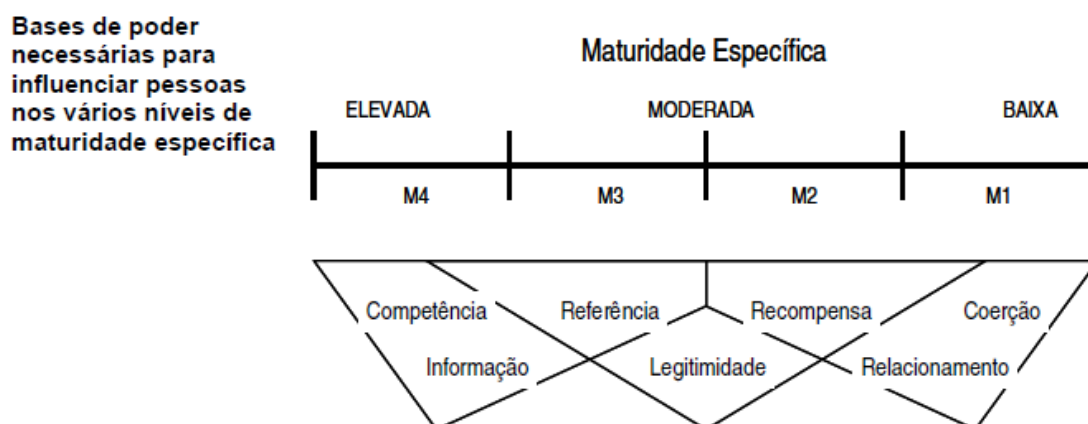 Bases de poder
necessárias para
influenciar pessoas
nos vários níveis de
maturidade específica
Maturidade Específica
ELEVADA MODERADA BAIXA
M4 M3 M2 M1
Competência Referência Recompensa Coerção
Informação Legitimidade Relacionamento